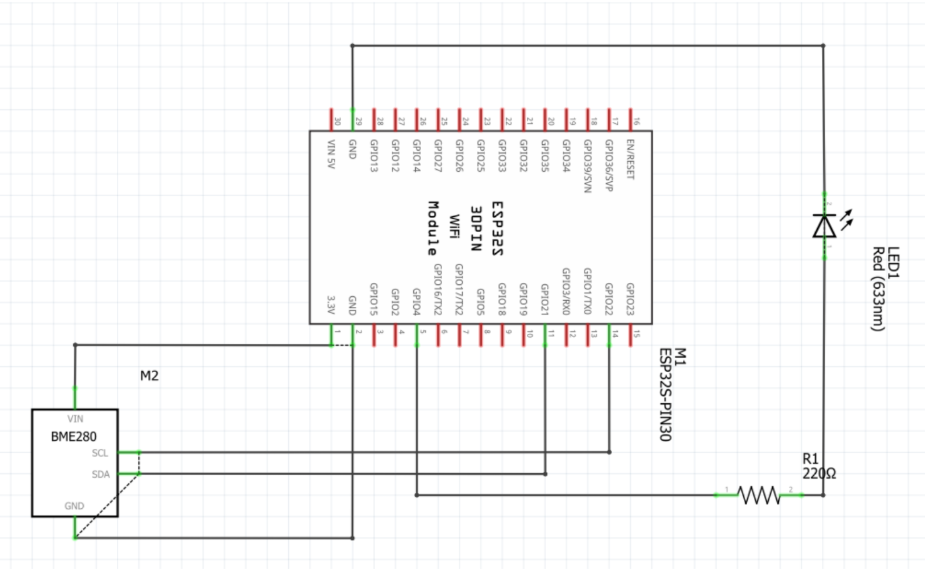 30
29
28
27
26
25
24
23
22
21
20
19
18
17
16
VIN 5V
GND
GPIO13
GPIO12
GPIO14
GPIO27
GPIO26
GPIO25
GPIO33
GPIO32
GPIO35
GPIO34
GPIO39/SVN
GPIO36/SVP
EN/RESET
ESP32S
30PIN
WiFi
Module
3.3V
GND
GPIO15
GPIO2
GPIO4
GPIO16/TX2
GPIO17/TX2
GPIO5
GPIO18
GPIO19
GPIO21
GPIO3/RX0
GPIO1/TX0
GPIO22
GPIO23
1
2
3
4
5
6
7
8
9
10
11
12
13
14
15
M1
ESP32S-PIN30
LED1
Red (633nm)
2
1
M2
VIN
BME280
SCL
SDA
GND
R1
220Ω
1
2